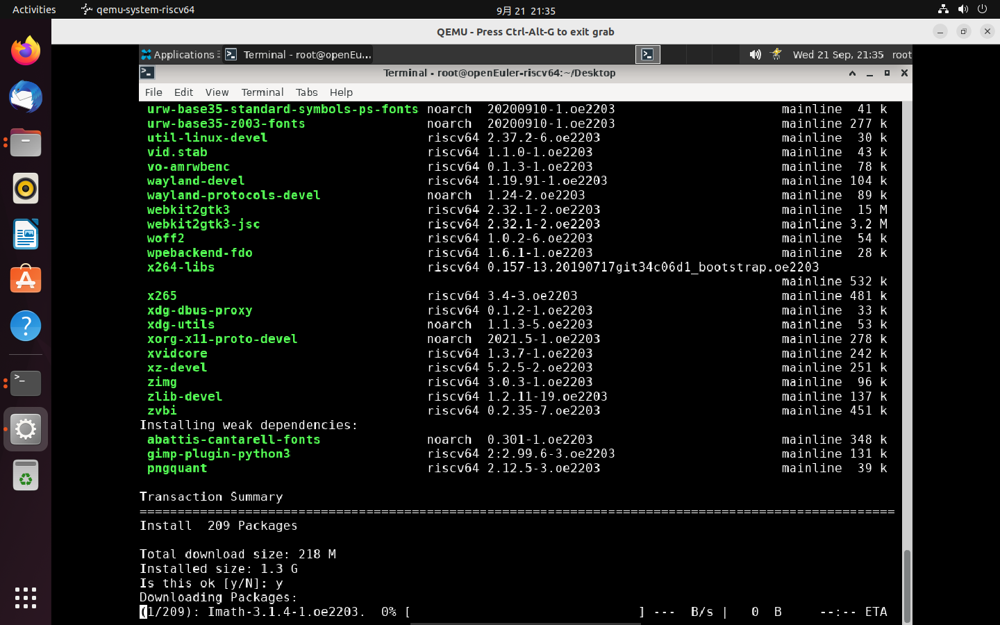 Activities qemu-system-riscv64 9月 21 21:35
QEMU - Press Ctrl-Alt-G to exit grab
Applications Terminal - root@openEu... Wed 21 Sep, 21:35 root
Terminal - root@openEuler-riscv64:~/Desktop
File Edit View Terminal Tabs Help
urw-base35-standard-symbols-ps-fonts noarch 20200910-1.oe2203 mainline 41 k
urw-base35-z003-fonts noarch 20200910-1.oe2203 mainline 277 k
util-linux-devel riscv64 2.37.2-6.oe2203 mainline 30 k
vid.stab riscv64 1.1.0-1.oe2203 mainline 43 k
vo-amrwbenc riscv64 0.1.3-1.oe2203 mainline 78 k
wayland-devel riscv64 1.19.91-1.oe2203 mainline 104 k
wayland-protocols-devel noarch 1.24-2.oe2203 mainline 89 k
webkit2gtk3 riscv64 2.32.1-2.oe2203 mainline 15 M
webkit2gtk3-jsc riscv64 2.32.1-2.oe2203 mainline 3.2 M
woff2 riscv64 1.0.2-6.oe2203 mainline 54 k
wpebackend-fdo riscv64 1.6.1-1.oe2203 mainline 28 k
x264-libs riscv64 0.157-13.20190717git34c06d1_bootstrap.oe2203
mainline 532 k
x265 riscv64 3.4-3.oe2203 mainline 481 k
xdg-dbus-proxy riscv64 0.1.2-1.oe2203 mainline 33 k
xdg-utils noarch 1.1.3-5.oe2203 mainline 53 k
xorg-x11-proto-devel noarch 2021.5-1.oe2203 mainline 278 k
xvidcore riscv64 1.3.7-1.oe2203 mainline 242 k
xz-devel riscv64 5.2.5-2.oe2203 mainline 251 k
zimg riscv64 3.0.3-1.oe2203 mainline 96 k
zlib-devel riscv64 1.2.11-19.oe2203 mainline 137 k
zvbi riscv64 0.2.35-7.oe2203 mainline 451 k
Installing weak dependencies:
abattis-cantarell-fonts noarch 0.301-1.oe2203 mainline 348 k
gimp-plugin-python3 riscv64 2:2.99.6-3.oe2203 mainline 131 k
pngquant riscv64 2.12.5-3.oe2203 mainline 39 k
Transaction Summary
====================================================================================================
Install 209 Packages
Total download size: 218 M
Installed size: 1.3 G
Is this ok [y/N]: y
Downloading Packages:
(1/209): Imath-3.1.4-1.oe2203. 0% [ ] --- B/s | 0 B --:-- ETA